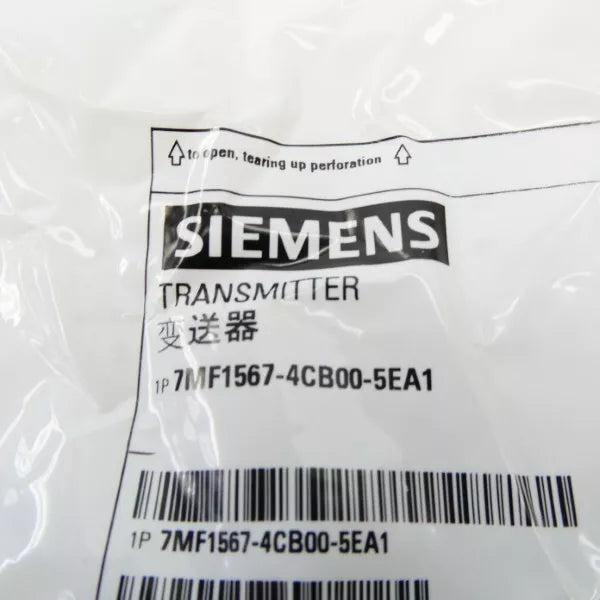 to open, tearing up perforation
SIEMENS
TRANSMITTER
变送器
1P 7MF1567-4CB00-5EA1
1P 7MF1567-4CB00-5EA1